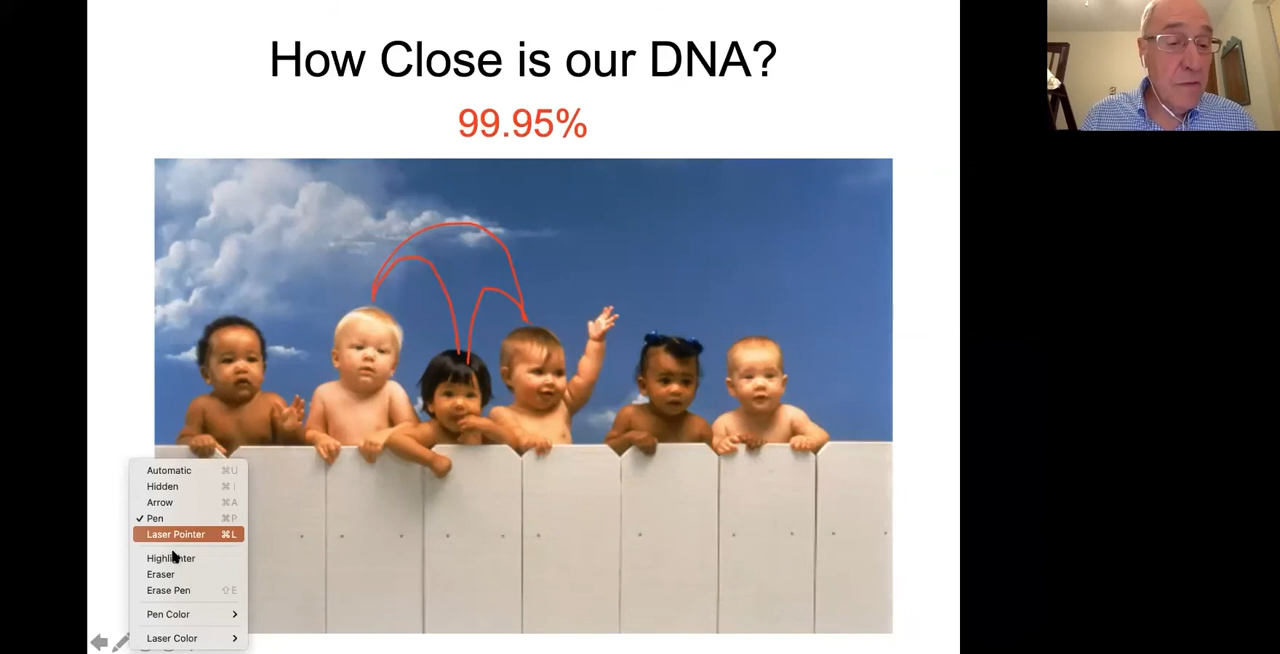 How Close is our DNA?
99.95%
Automatic ⌘U
Hidden ⌘I
Arrow ⌘A
✓ Pen ⌘P
Laser Pointer ⌘L
Highlighter
Eraser
Erase Pen ⇧E
Pen Color >
Laser Color >